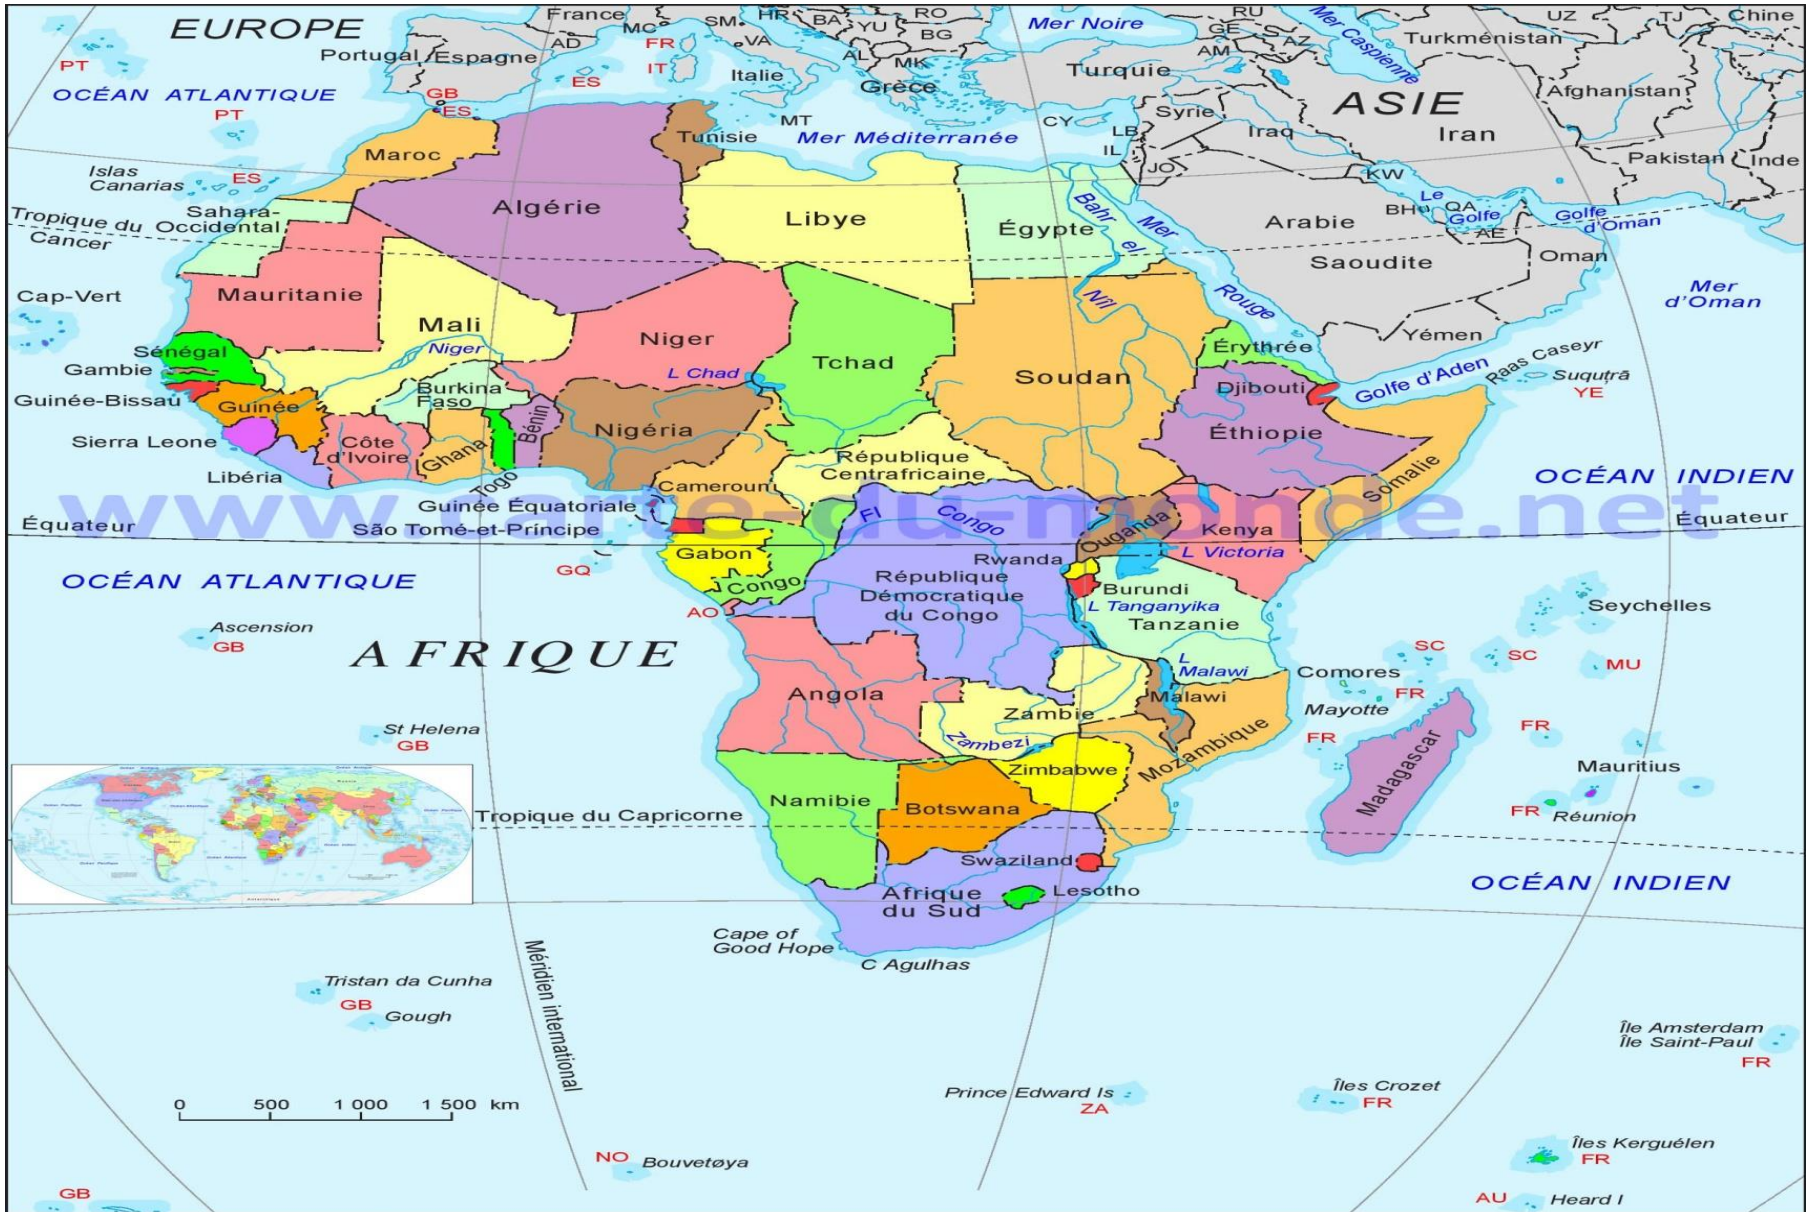 EUROPE
France
MC
SM
HR
BA
YU
RO
BG
Mer Noire
RU
GE
AZ
AM
Mer Caspienne
UZ
TJ
Chine
Turkménistan
PT
Portugal
Espagne
AD
FR
VA
IT
Italie
AL
MK
Grèce
Turquie
ASIE
Afghanistan
ES
OCÉAN ATLANTIQUE
GB
ES
PT
MT
Mer Méditerranée
CY
LB
IL
JO
Syrie
Iraq
Iran
Pakistan
Inde
KW
Le
Golfe
BH
QA
AE
Golfe
d'Oman
Islas
Canarias
ES
Maroc
Tunisie
Algérie
Libye
Égypte
Bahr el
Nîl
Mer
Rouge
Arabie
Saoudite
Oman
Mer
d'Oman
Yémen
Tropique du
Cancer
Sahara-
Occidental
Cap-Vert
Mauritanie
Mali
Niger
Niger
Tchad
L Chad
Soudan
Érythrée
Djibouti
Golfe d'Aden
Raas Caseyr
Suquṭrā
YE
Sénégal
Gambie
Guinée-Bissau
Guinée
Sierra Leone
Libéria
Côte
d'Ivoire
Burkina
Faso
Ghana
Togo
Bénin
Nigéria
Cameroun
République
Centrafricaine
Éthiopie
Somalie
OCÉAN INDIEN
www.carte-du-monde.net
Guinée Équatoriale
São Tomé-et-Príncipe
Équateur
Équateur
GQ
Gabon
Congo
Fl
Congo
Ouganda
Kenya
L Victoria
Rwanda
Burundi
L Tanganyika
Tanzanie
République
Démocratique
du Congo
OCÉAN ATLANTIQUE
AO
Ascension
GB
AFRIQUE
Seychelles
SC
SC
MU
L
Malawi
Malawi
Comores
FR
Mayotte
FR
FR
Angola
Zambie
Zambezi
Mozambique
Madagascar
Mauritius
FR
Réunion
St Helena
GB
Zimbabwe
Namibie
Botswana
Tropique du Capricorne
Swaziland
Lesotho
Afrique
du Sud
OCÉAN INDIEN
Cape of
Good Hope
C Agulhas
Méridien international
Tristan da Cunha
GB
Gough
Île Amsterdam
Île Saint-Paul
FR
0 500 1 000 1 500 km
Prince Edward Is
ZA
Îles Crozet
FR
NO
Bouvetøya
Îles Kerguélen
FR
GB
AU
Heard I